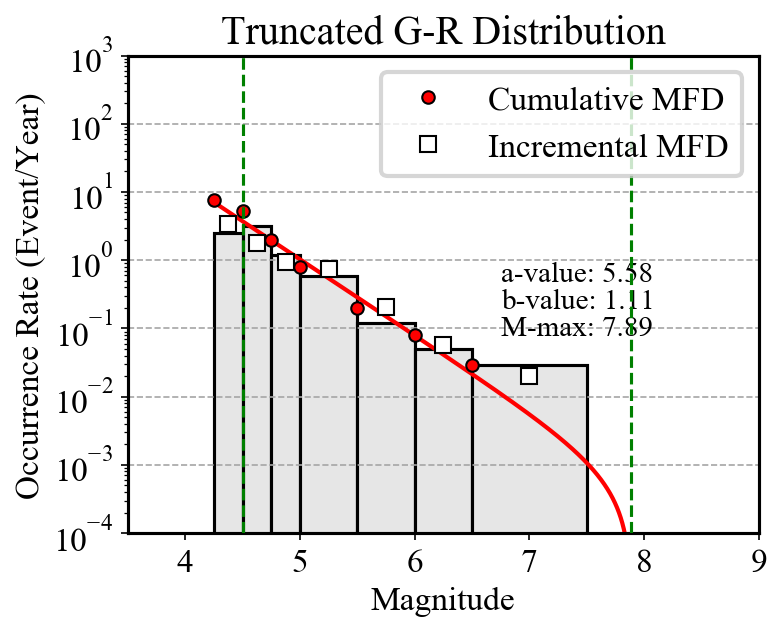 Truncated G-R Distribution
10^3
10^2
10^1
10^0
10^−1
10^−2
10^−3
10^−4
Occurrence Rate (Event/Year)
Cumulative MFD
Incremental MFD
a-value: 5.58
b-value: 1.11
M-max: 7.89
4 5 6 7 8 9
Magnitude